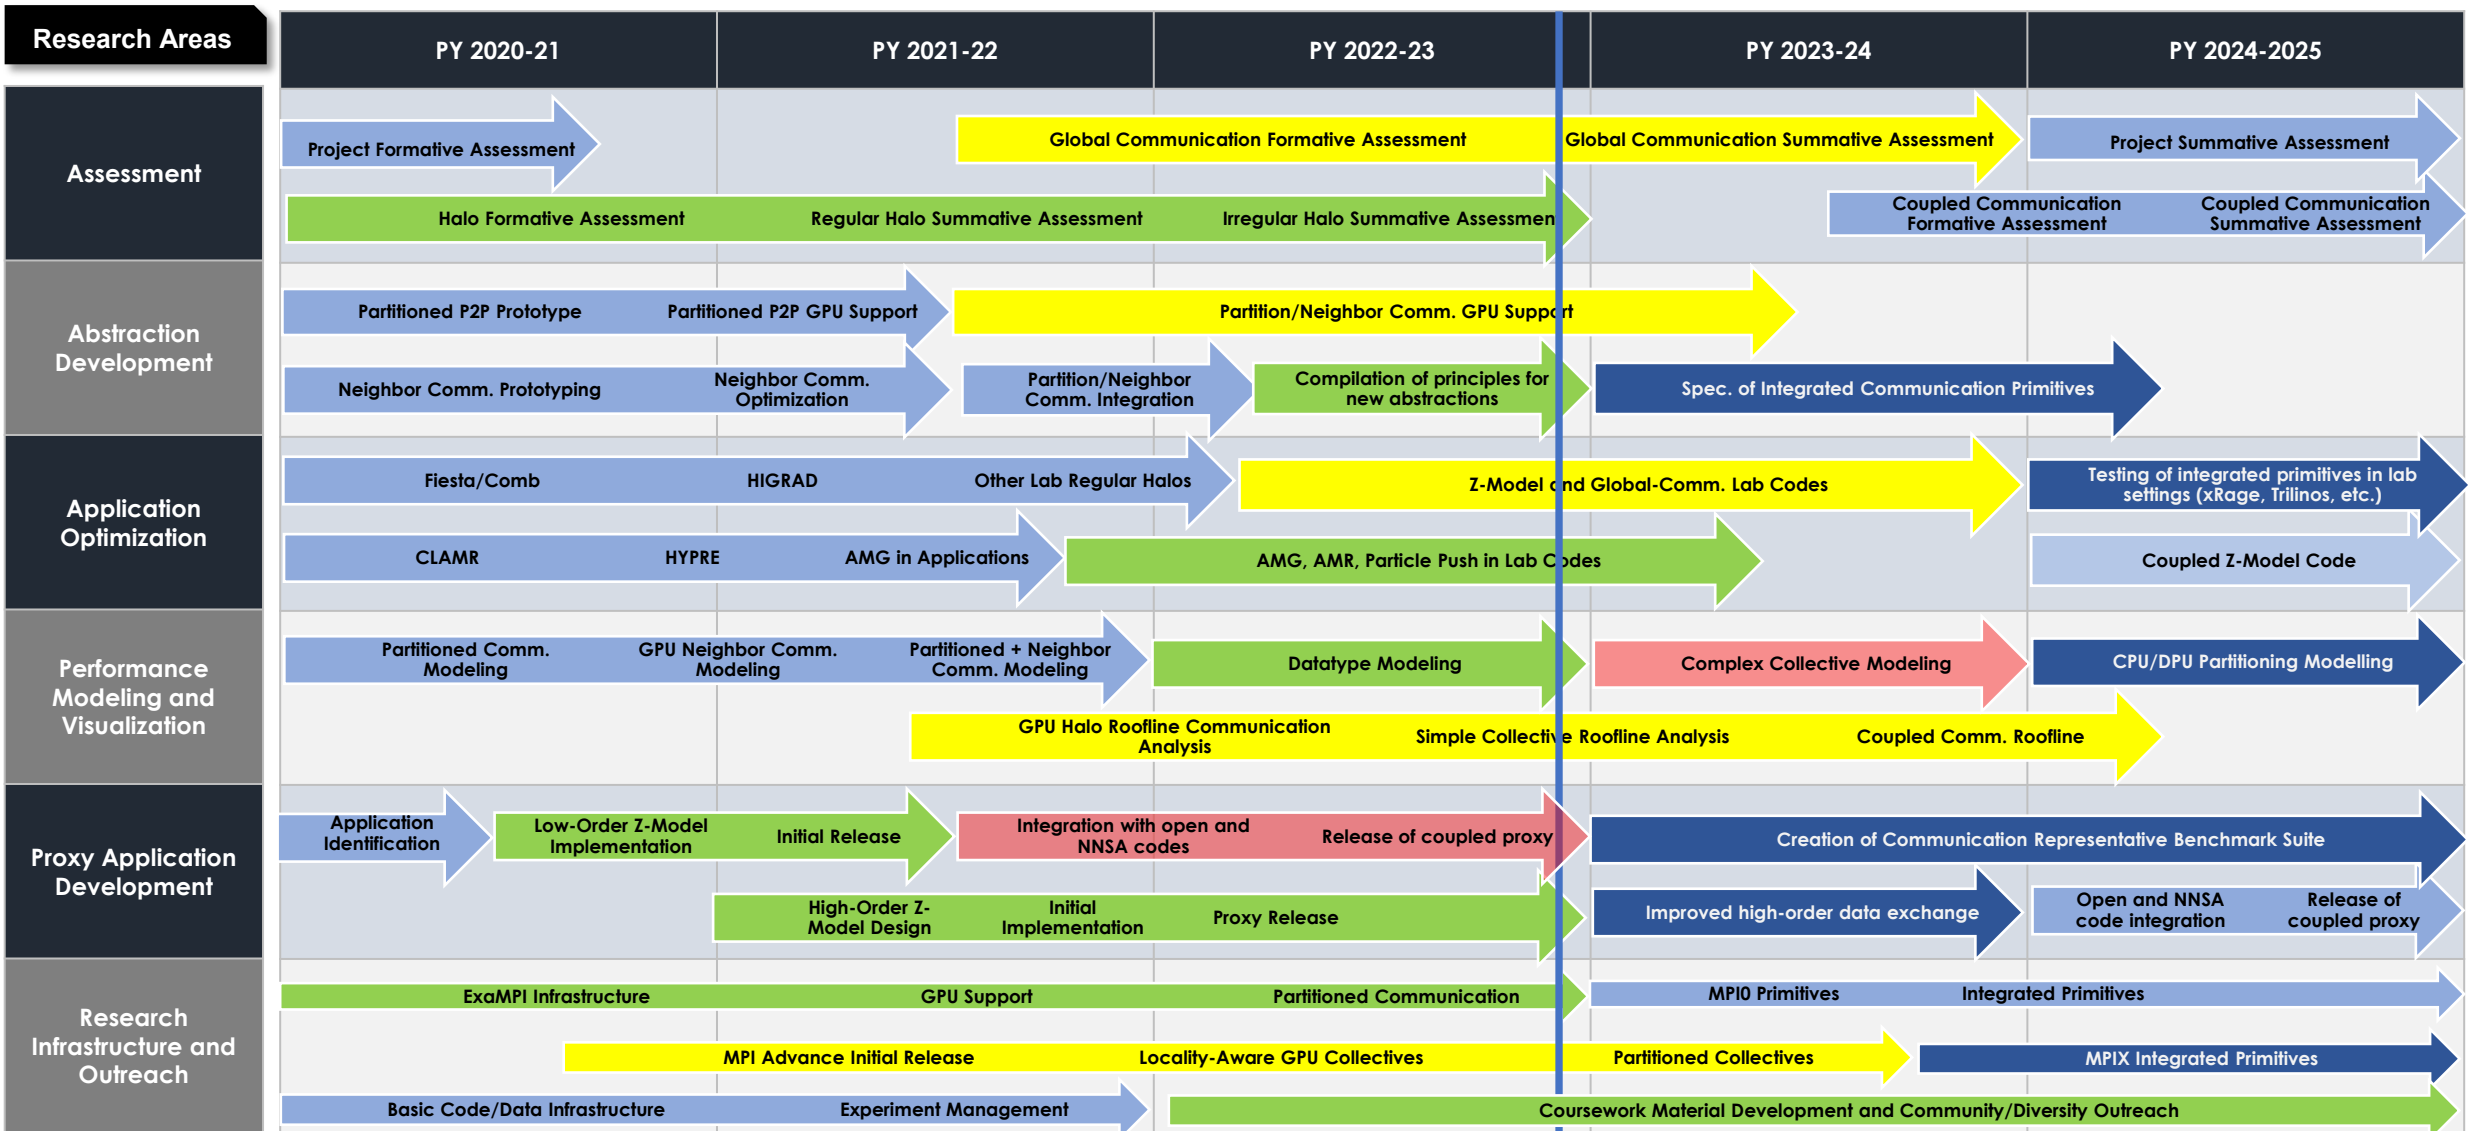 Research Areas
PY 2020-21
PY 2021-22
PY 2022-23
PY 2023-24
PY 2024-2025
Assessment
Project Formative Assessment
Global Communication Formative Assessment
Global Communication Summative Assessment
Project Summative Assessment
Halo Formative Assessment
Regular Halo Summative Assessment
Irregular Halo Summative Assessmen
Coupled Communication
Formative Assessment
Coupled Communication
Summative Assessment
Abstraction
Development
Partitioned P2P Prototype
Partitioned P2P GPU Support
Partition/Neighbor Comm. GPU Support
Neighbor Comm. Prototyping
Neighbor Comm.
Optimization
Partition/Neighbor
Comm. Integration
Compilation of principles for
new abstractions
Spec. of Integrated Communication Primitives
Application
Optimization
Fiesta/Comb
HIGRAD
Other Lab Regular Halos
Z-Model and Global-Comm. Lab Codes
Testing of integrated primitives in lab
settings (xRage, Trilinos, etc.)
CLAMR
HYPRE
AMG in Applications
AMG, AMR, Particle Push in Lab Codes
Coupled Z-Model Code
Performance
Modeling and
Visualization
Partitioned Comm.
Modeling
GPU Neighbor Comm.
Modeling
Partitioned + Neighbor
Comm. Modeling
Datatype Modeling
Complex Collective Modeling
CPU/DPU Partitioning Modelling
GPU Halo Roofline Communication
Analysis
Simple Collective Roofline Analysis
Coupled Comm. Roofline
Proxy Application
Development
Application
Identification
Low-Order Z-Model
Implementation
Initial Release
Integration with open and
NNSA codes
Release of coupled proxy
Creation of Communication Representative Benchmark Suite
High-Order Z-
Model Design
Initial
Implementation
Proxy Release
Improved high-order data exchange
Open and NNSA
code integration
Release of
coupled proxy
Research
Infrastructure and
Outreach
ExaMPI Infrastructure
GPU Support
Partitioned Communication
MPI0 Primitives
Integrated Primitives
MPI Advance Initial Release
Locality-Aware GPU Collectives
Partitioned Collectives
MPIX Integrated Primitives
Basic Code/Data Infrastructure
Experiment Management
Coursework Material Development and Community/Diversity Outreach